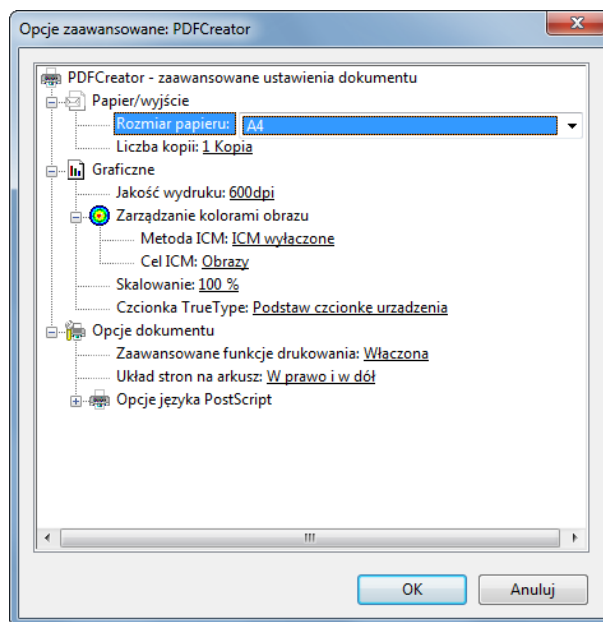 Opcje zaawansowane: PDFCreator
PDFCreator - zaawansowane ustawienia dokumentu
Papier/wyjście
Rozmiar papieru: A4
Liczba kopii: 1 Kopia
Graficzne
Jakość wydruku: 600dpi
Zarządzanie kolorami obrazu
Metoda ICM: ICM wyłączone
Cel ICM: Obrazy
Skalowanie: 100 %
Czcionka TrueType: Podstaw czcionke urzadzenia
Opcje dokumentu
Zaawansowane funkcje drukowania: Włączona
Układ stron na arkusz: W prawo i w dół
Opcje języka PostScript
OK Anuluj